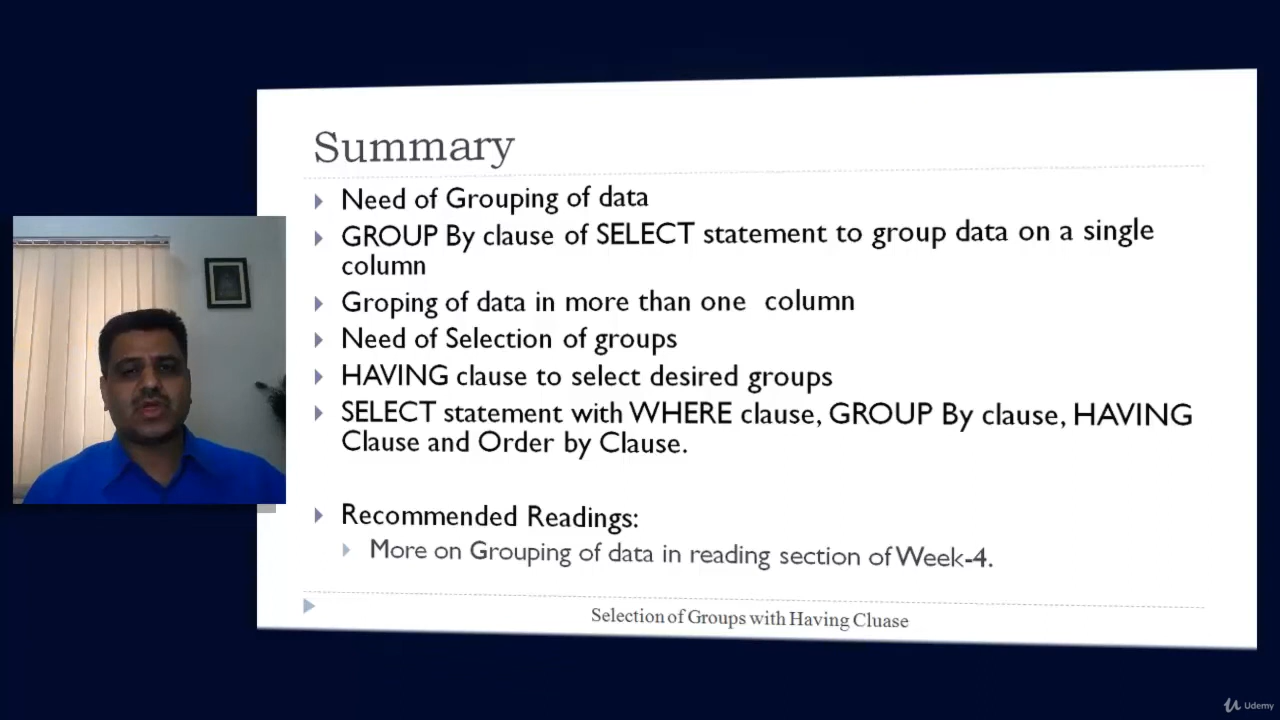 Summary
Need of Grouping of data
GROUP By clause of SELECT statement to group data on a single
column
Groping of data in more than one column
Need of Selection of groups
HAVING clause to select desired groups
SELECT statement with WHERE clause, GROUP By clause, HAVING
Clause and Order by Clause.
Recommended Readings:
More on Grouping of data in reading section of Week-4.
Selection of Groups with Having Cluase
Udemy